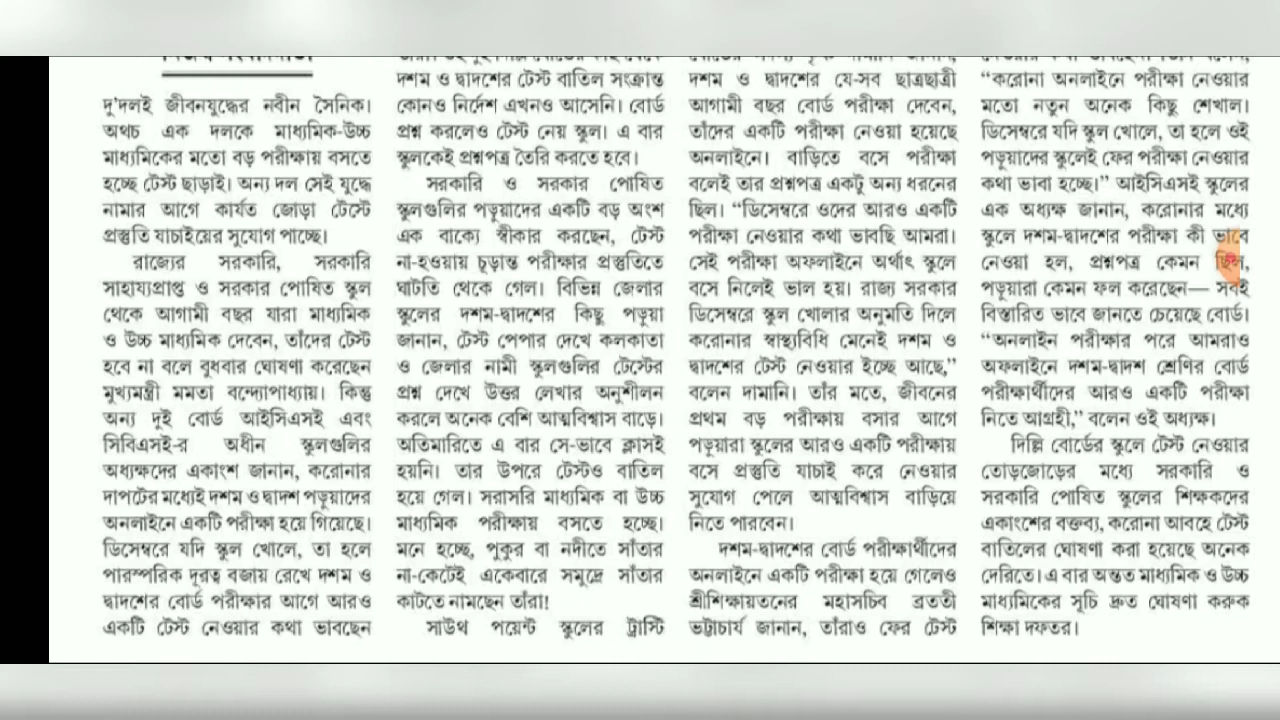 দু'দলই জীবনযুদ্ধের নবীন সৈনিক।
অথচ এক দলকে মাধ্যমিক-উচ্চ
মাধ্যমিকের মতো বড় পরীক্ষায় বসতে
হচ্ছে টেস্ট ছাড়াই। অন্য দল সেই যুদ্ধে
নামার আগে কার্যত জোড়া টেস্টে
প্রস্তুতি যাচাইয়ের সুযোগ পাচ্ছে।
রাজ্যের সরকারি, সরকারি
সাহায্যপ্রাপ্ত ও সরকার পোষিত স্কুল
থেকে আগামী বছর যারা মাধ্যমিক
ও উচ্চ মাধ্যমিক দেবেন, তাঁদের টেস্ট
হবে না বলে বুধবার ঘোষণা করেছেন
মুখ্যমন্ত্রী মমতা বন্দ্যোপাধ্যায়। কিন্তু
অন্য দুই বোর্ড আইসিএসই এবং
সিবিএসই-র অধীন স্কুলগুলির
অধ্যক্ষদের একাংশ জানান, করোনার
দাপটের মধ্যেই দশম ও দ্বাদশ পড়ুয়াদের
অনলাইনে একটি পরীক্ষা হয়ে গিয়েছে।
ডিসেম্বরে যদি স্কুল খোলে, তা হলে
পারস্পরিক দূরত্ব বজায় রেখে দশম ও
দ্বাদশের বোর্ড পরীক্ষার আগে আরও
একটি টেস্ট নেওয়ার কথা ভাবছেন
দশম ও দ্বাদশের টেস্ট বাতিল সংক্রান্ত
কোনও নির্দেশ এখনও আসেনি। বোর্ড
প্রশ্ন করলেও টেস্ট নেয় স্কুল। এ বার
স্কুলকেই প্রশ্নপত্র তৈরি করতে হবে।
সরকারি ও সরকার পোষিত
স্কুলগুলির পড়ুয়াদের একটি বড় অংশ
এক বাক্যে স্বীকার করছেন, টেস্ট
না-হওয়ায় চূড়ান্ত পরীক্ষার প্রস্তুতিতে
ঘাটতি থেকে গেল। বিভিন্ন জেলার
স্কুলের দশম-দ্বাদশের কিছু পড়ুয়া
জানান, টেস্ট পেপার দেখে কলকাতা
ও জেলার নামী স্কুলগুলির টেস্টের
প্রশ্ন দেখে উত্তর লেখার অনুশীলন
করলে অনেক বেশি আত্মবিশ্বাস বাড়ে।
অতিমারিতে এ বার সে-ভাবে ক্লাসই
হয়নি। তার উপরে টেস্টও বাতিল
হয়ে গেল। সরাসরি মাধ্যমিক বা উচ্চ
মাধ্যমিক পরীক্ষায় বসতে হচ্ছে।
মনে হচ্ছে, পুকুর বা নদীতে সাঁতার
না-কেটেই একেবারে সমুদ্রে সাঁতার
কাটতে নামছেন তাঁরা!
সাউথ পয়েন্ট স্কুলের ট্রাস্টি
দশম ও দ্বাদশের যে-সব ছাত্রছাত্রী
আগামী বছর বোর্ড পরীক্ষা দেবেন,
তাঁদের একটি পরীক্ষা নেওয়া হয়েছে
অনলাইনে। বাড়িতে বসে পরীক্ষা
বলেই তার প্রশ্নপত্র একটু অন্য ধরনের
ছিল। “ডিসেম্বরে ওদের আরও একটি
পরীক্ষা নেওয়ার কথা ভাবছি আমরা।
সেই পরীক্ষা অফলাইনে অর্থাৎ স্কুলে
বসে নিলেই ভাল হয়। রাজ্য সরকার
ডিসেম্বরে স্কুল খোলার অনুমতি দিলে
করোনার স্বাস্থ্যবিধি মেনেই দশম ও
দ্বাদশের টেস্ট নেওয়ার ইচ্ছে আছে,”
বলেন দামানি। তাঁর মতে, জীবনের
প্রথম বড় পরীক্ষায় বসার আগে
পড়ুয়ারা স্কুলের আরও একটি পরীক্ষায়
বসে প্রস্তুতি যাচাই করে নেওয়ার
সুযোগ পেলে আত্মবিশ্বাস বাড়িয়ে
নিতে পারবেন।
দশম-দ্বাদশের বোর্ড পরীক্ষার্থীদের
অনলাইনে একটি পরীক্ষা হয়ে গেলেও
শ্রীশিক্ষায়তনের মহাসচিব ব্রততী
ভট্টাচার্য জানান, তাঁরাও ফের টেস্ট
“করোনা অনলাইনে পরীক্ষা নেওয়ার
মতো নতুন অনেক কিছু শেখাল।
ডিসেম্বরে যদি স্কুল খোলে, তা হলে ওই
পড়ুয়াদের স্কুলেই ফের পরীক্ষা নেওয়ার
কথা ভাবা হচ্ছে।” আইসিএসই স্কুলের
এক অধ্যক্ষ জানান, করোনার মধ্যে
স্কুলে দশম-দ্বাদশের পরীক্ষা কী ভাবে
নেওয়া হল, প্রশ্নপত্র কেমন ছিল,
পড়ুয়ারা কেমন ফল করেছেন— সবই
বিস্তারিত ভাবে জানতে চেয়েছে বোর্ড।
“অনলাইন পরীক্ষার পরে আমরাও
অফলাইনে দশম-দ্বাদশ শ্রেণির বোর্ড
পরীক্ষার্থীদের আরও একটি পরীক্ষা
নিতে আগ্রহী,” বলেন ওই অধ্যক্ষ।
দিল্লি বোর্ডের স্কুলে টেস্ট নেওয়ার
তোড়জোড়ের মধ্যে সরকারি ও
সরকারি পোষিত স্কুলের শিক্ষকদের
একাংশের বক্তব্য, করোনা আবহে টেস্ট
বাতিলের ঘোষণা করা হয়েছে অনেক
দেরিতে। এ বার অন্তত মাধ্যমিক ও উচ্চ
মাধ্যমিকের সূচি দ্রুত ঘোষণা করুক
শিক্ষা দফতর।